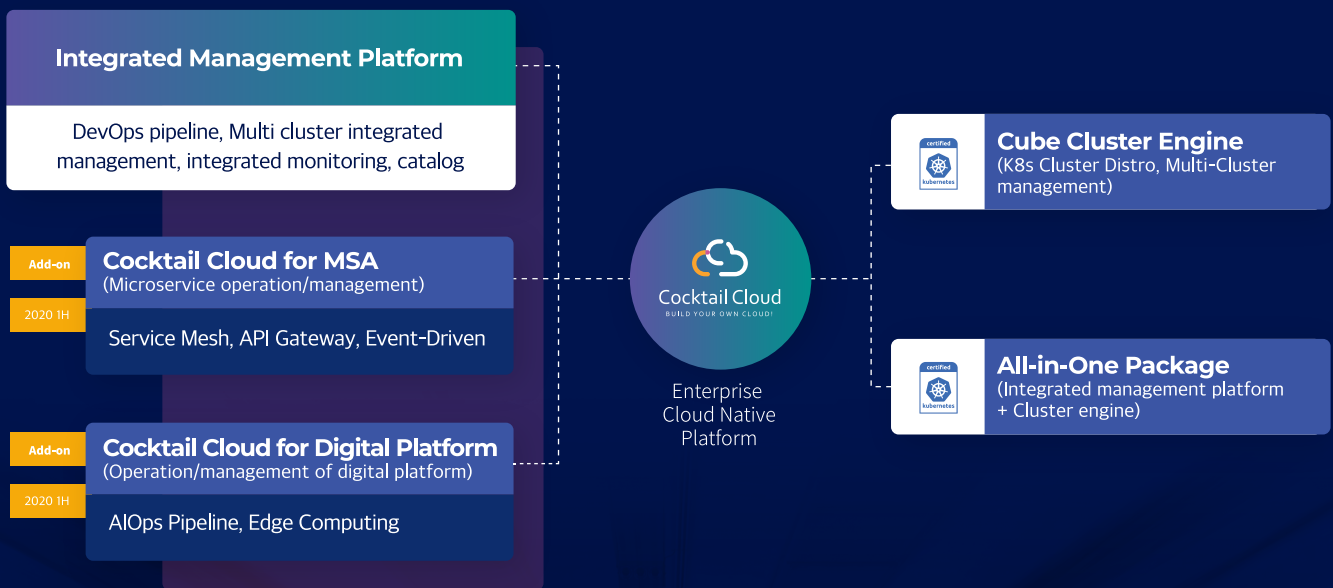 Integrated Management Platform
DevOps pipeline, Multi cluster integrated
management, integrated monitoring, catalog
Add-on
2020 1H
Cocktail Cloud for MSA
(Microservice operation/management)
Service Mesh, API Gateway, Event-Driven
Add-on
2020 1H
Cocktail Cloud for Digital Platform
(Operation/management of digital platform)
AIOps Pipeline, Edge Computing
Cocktail Cloud
BUILD YOUR OWN CLOUD!
Enterprise
Cloud Native
Platform
certified
kubernetes
Cube Cluster Engine
(K8s Cluster Distro, Multi-Cluster
management)
certified
kubernetes
All-in-One Package
(Integrated management platform
+ Cluster engine)